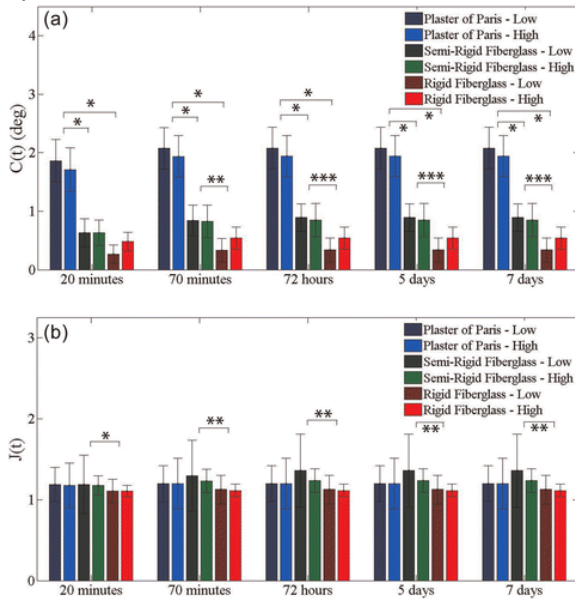 (a)
Plaster of Paris - Low
Plaster of Paris - High
Semi-Rigid Fiberglass - Low
Semi-Rigid Fiberglass - High
Rigid Fiberglass - Low
Rigid Fiberglass - High
C(t) (deg)
4
3
2
1
0
* *
* * ** 
* * ***
* * ***
* * ***
20 minutes 70 minutes 72 hours 5 days 7 days
(b)
Plaster of Paris - Low
Plaster of Paris - High
Semi-Rigid Fiberglass - Low
Semi-Rigid Fiberglass - High
Rigid Fiberglass - Low
Rigid Fiberglass - High
J(t)
3
2
1
0
* ** ** ** **
20 minutes 70 minutes 72 hours 5 days 7 days